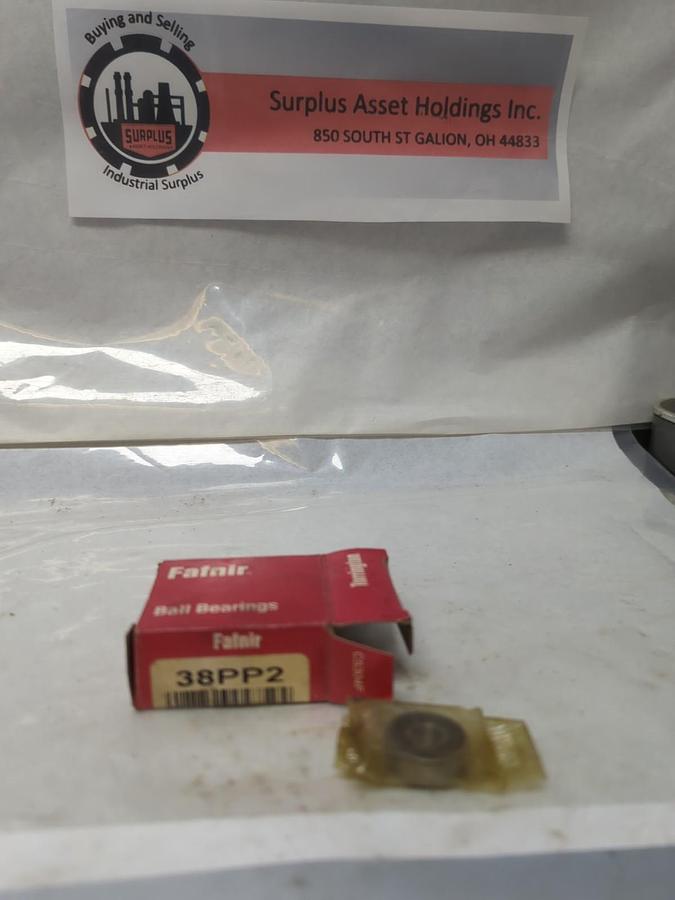 Buying and Selling
SURPLUS
Industrial Surplus
Surplus Asset Holdings Inc.
850 SOUTH ST GALION, OH 44833
Fafnir
Torrington
Ball Bearings
Fafnir
38PP2